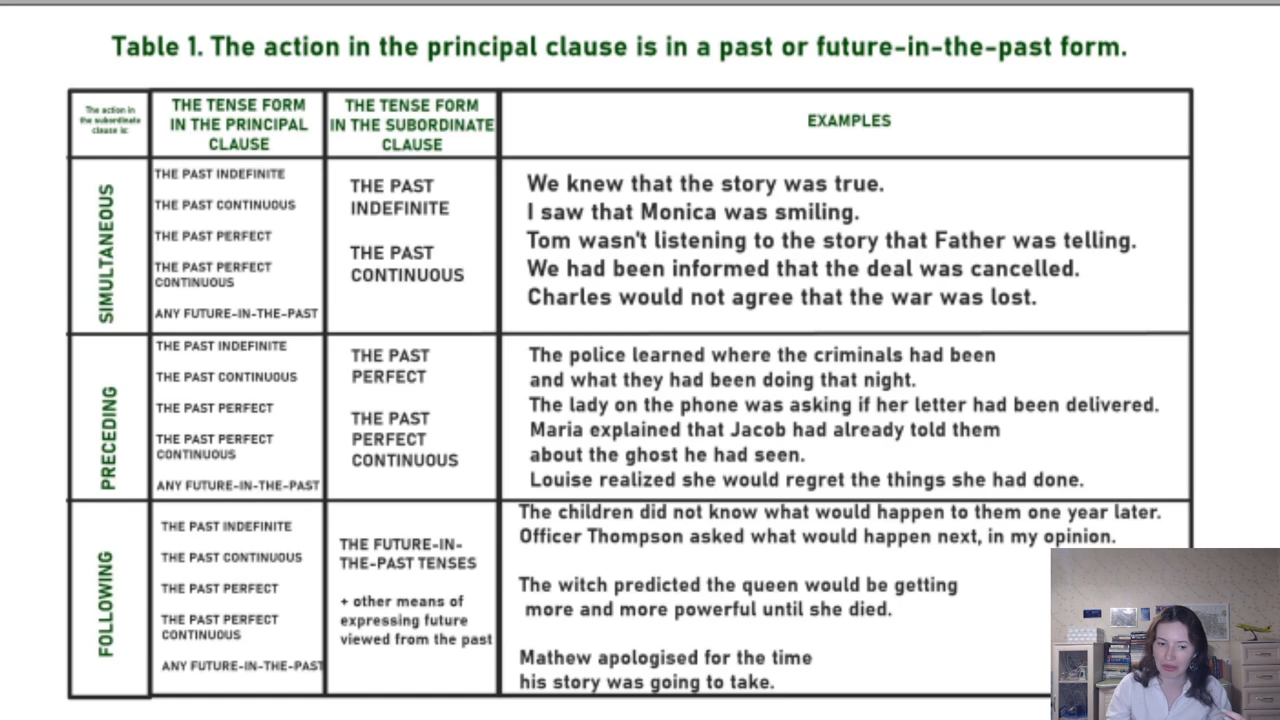 Table 1. The action in the principal clause is in a past or future-in-the-past form.
The action in
the subordinate
clause is:
THE TENSE FORM
IN THE PRINCIPAL
CLAUSE
THE TENSE FORM
IN THE SUBORDINATE
CLAUSE
EXAMPLES
SIMULTANEOUS
THE PAST INDEFINITE
THE PAST CONTINUOUS
THE PAST PERFECT
THE PAST PERFECT
CONTINUOUS
ANY FUTURE-IN-THE-PAST
THE PAST
INDEFINITE
THE PAST
CONTINUOUS
We knew that the story was true.
I saw that Monica was smiling.
Tom wasn't listening to the story that Father was telling.
We had been informed that the deal was cancelled.
Charles would not agree that the war was lost.
PRECEDING
THE PAST INDEFINITE
THE PAST CONTINUOUS
THE PAST PERFECT
THE PAST PERFECT
CONTINUOUS
ANY FUTURE-IN-THE-PAST
THE PAST
PERFECT
THE PAST
PERFECT
CONTINUOUS
The police learned where the criminals had been
and what they had been doing that night.
The lady on the phone was asking if her letter had been delivered.
Maria explained that Jacob had already told them
about the ghost he had seen.
Louise realized she would regret the things she had done.
FOLLOWING
THE PAST INDEFINITE
THE PAST CONTINUOUS
THE PAST PERFECT
THE PAST PERFECT
CONTINUOUS
ANY FUTURE-IN-THE-PAST
THE FUTURE-IN-
THE-PAST TENSES
+ other means of
expressing future
viewed from the past
The children did not know what would happen to them one year later.
Officer Thompson asked what would happen next, in my opinion.
The witch predicted the queen would be getting
more and more powerful until she died.
Mathew apologised for the time
his story was going to take.